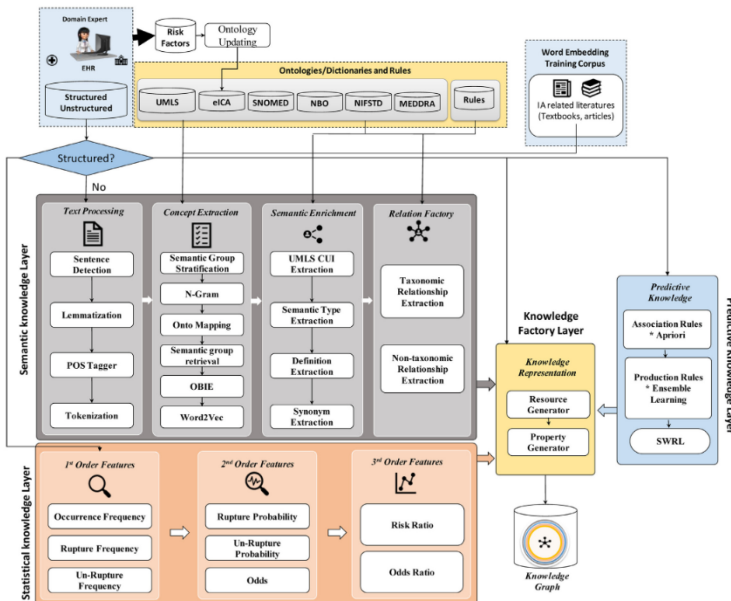 Domain Expert
EHR
Structured
Unstructured
Risk
Factors
Ontology
Updating
Ontologies/Dictionaries and Rules
UMLS
eICA
SNOMED
NBO
NIFSTD
MEDDRA
Rules
Word Embedding
Training Corpus
IA related literatures
(Textbooks, articles)
Structured?
No
Semantic knowledge Layer
Text Processing
Sentence
Detection
Lemmatization
POS Tagger
Tokenization
Concept Extraction
Semantic Group
Stratification
N-Gram
Onto Mapping
Semantic group
retrieval
OBIE
Word2Vec
Semantic Enrichment
UMLS CUI
Extraction
Semantic Type
Extraction
Definition
Extraction
Synonym
Extraction
Relation Factory
Taxonomic
Relationship
Extraction
Non-taxonomic
Relationship
Extraction
Knowledge
Factory Layer
Knowledge
Representation
Resource
Generator
Property
Generator
Knowledge
Graph
Predictive
Knowledge
Association Rules
* Apriori
Production Rules
* Ensemble
Learning
SWRL
Predictive Knowledge Layer
Statistical knowledge Layer
1st Order Features
Occurrence Frequency
Rupture Frequency
Un-Rupture
Frequency
2nd Order Features
Rupture Probability
Un-Rupture
Probability
Odds
3rd Order Features
Risk Ratio
Odds Ratio